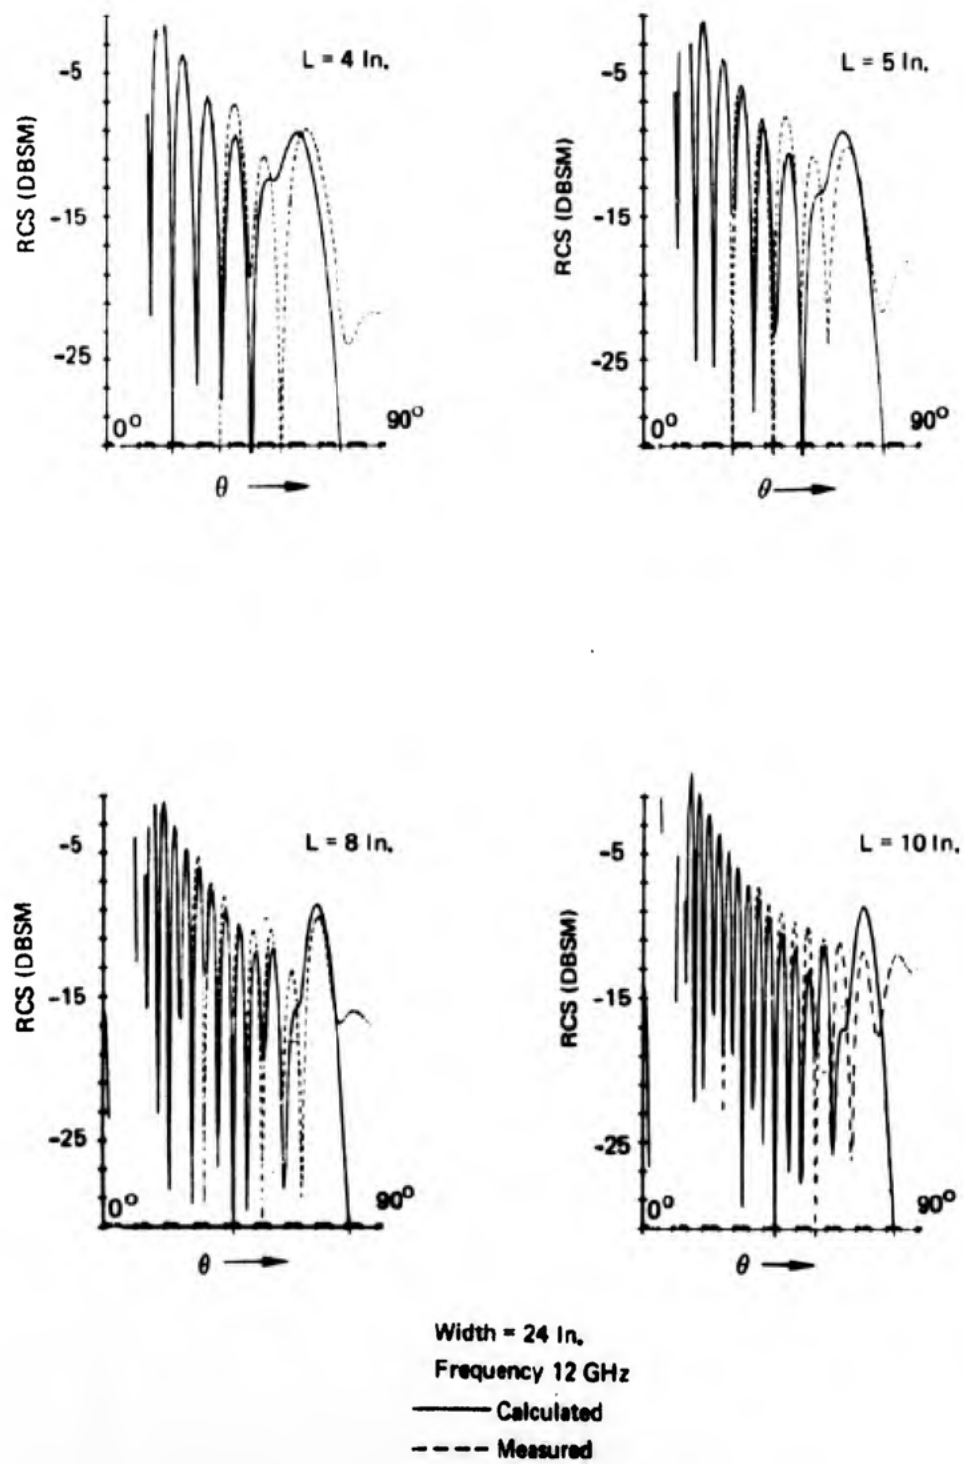 L = 4 In.
RCS (DBSM)
-5
-15
-25
0°
90°
θ
L = 5 In.
RCS (DBSM)
-5
-15
-25
0°
90°
θ
L = 8 In.
RCS (DBSM
-5
-15
-25
0°
90°
θ
L = 10 In.
RCS (DBSM)
-5
-15
-25
0°
90°
θ
Width = 24 In.
Frequency 12 GHz
Calculated
Measured